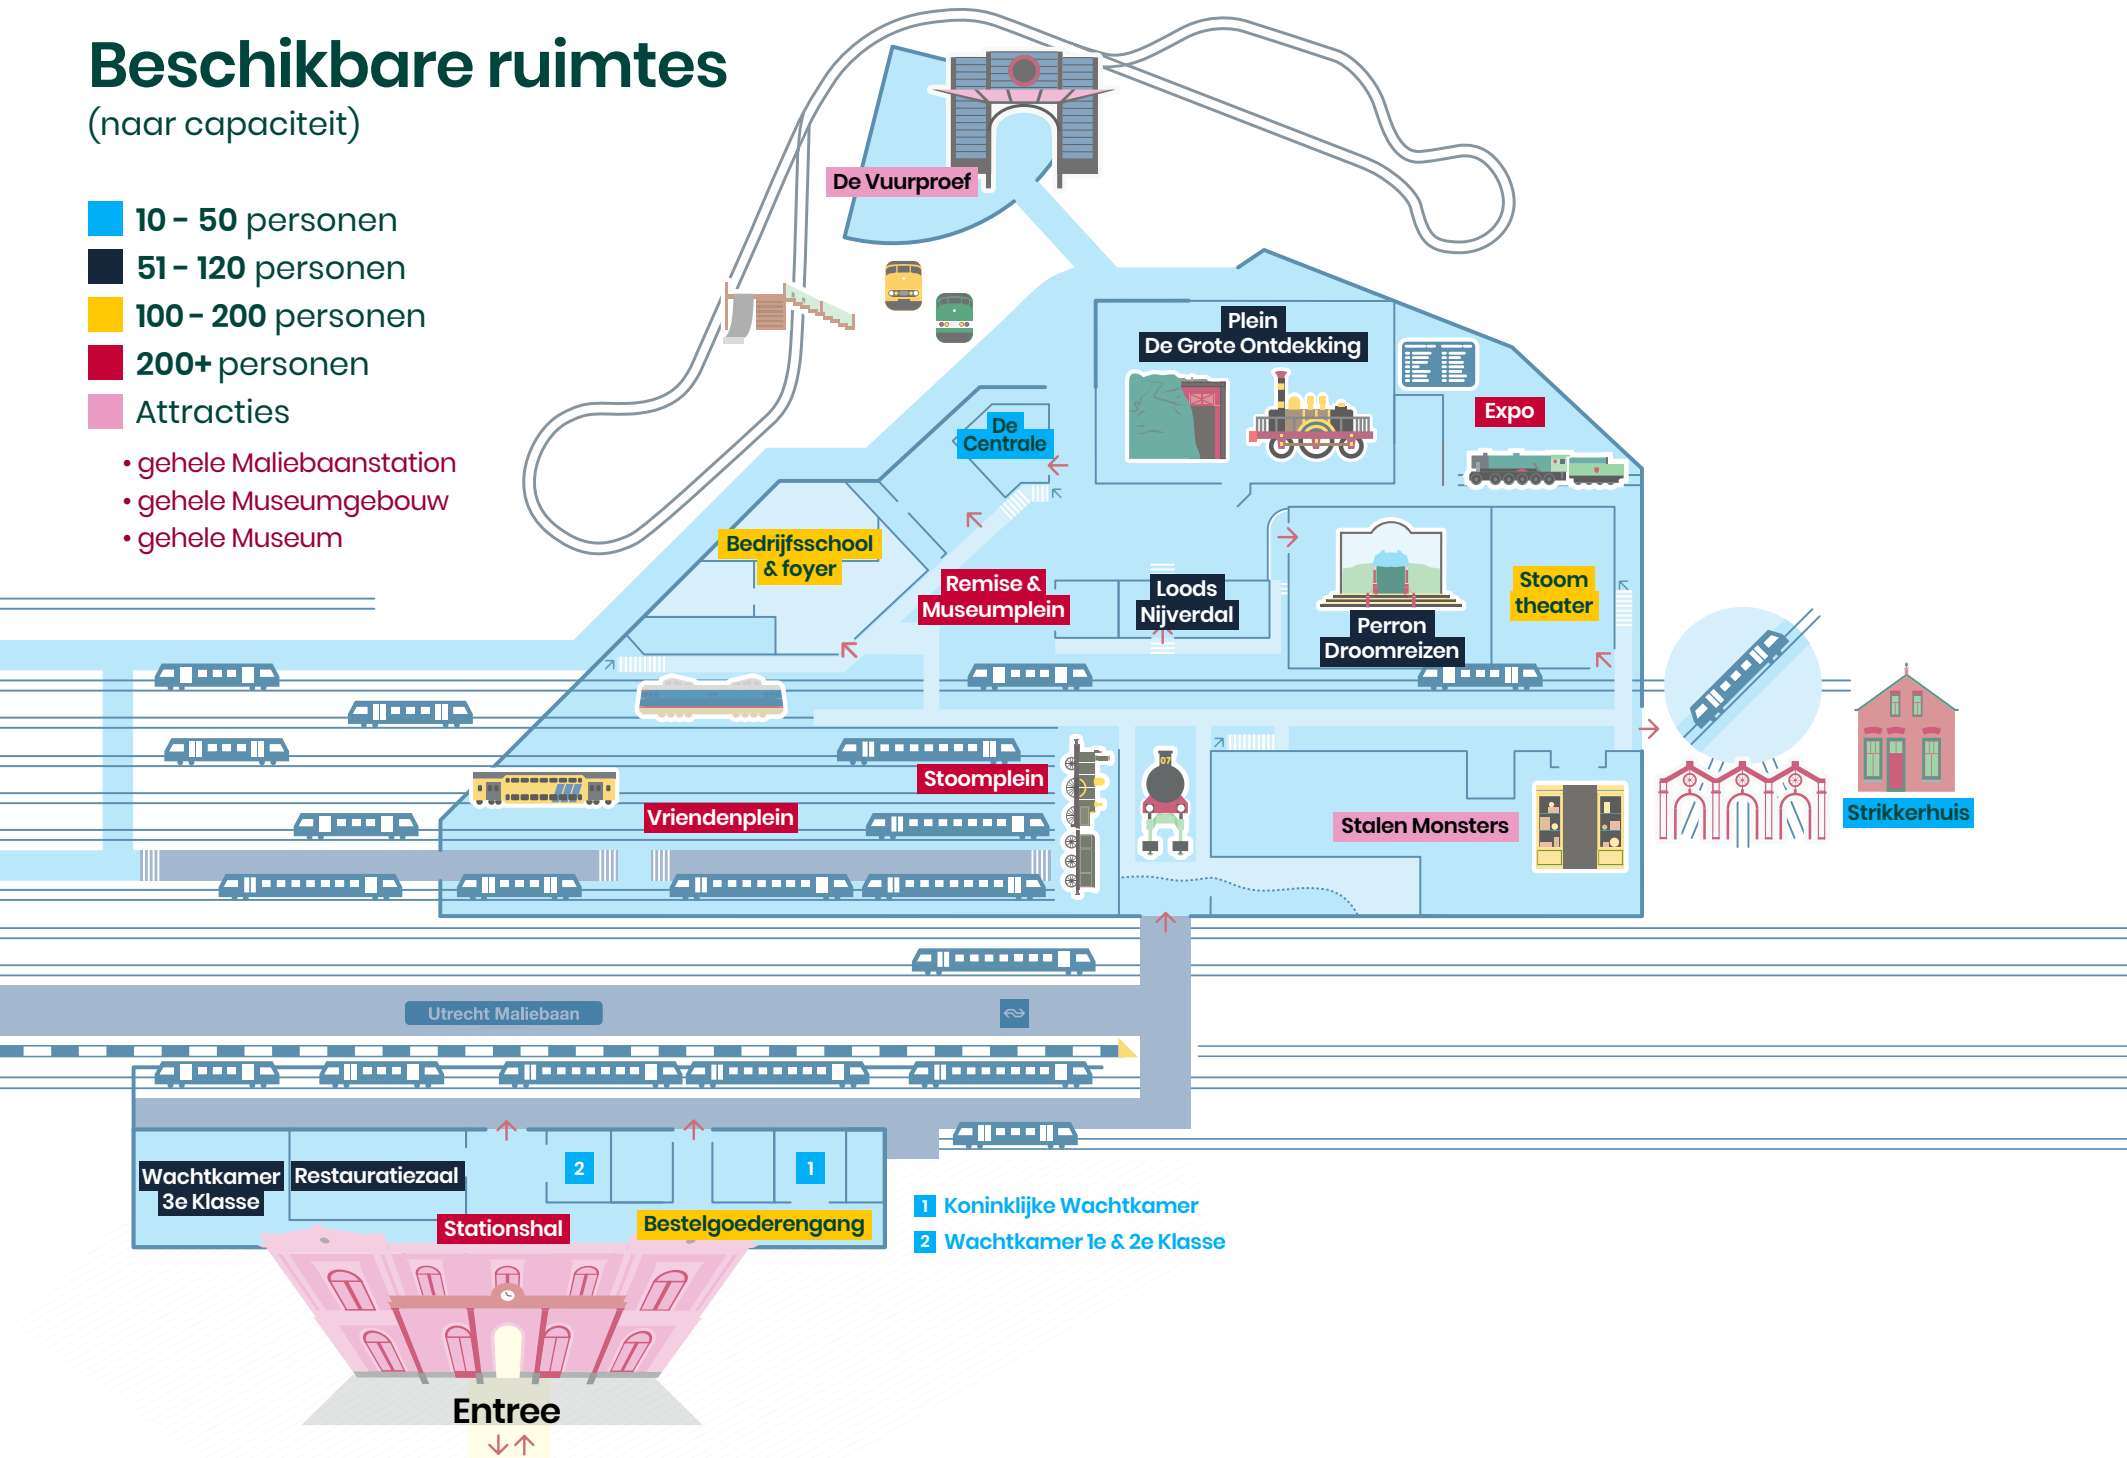 Beschikbare ruimtes
(naar capaciteit)
10 - 50 personen
51 - 120 personen
100 - 200 personen
200+ personen
Attracties
• gehele Maliebaanstation
• gehele Museumgebouw
• gehele Museum
De Vuurproef
Plein
De Grote Ontdekking
Expo
De
Centrale
Bedrijfsschool
& foyer
Remise &
Museumplein
Loods
Nijverdal
Stoom
theater
Perron
Droomreizen
07
Stoomplein
Vriendenplein
Stalen Monsters
Strikkerhuis
Utrecht Maliebaan
Wachtkamer
3e Klasse
Restauratiezaal
2
1
Stationshal
Bestelgoederengang
1 Koninklijke Wachtkamer
2 Wachtkamer 1e & 2e Klasse
Entree